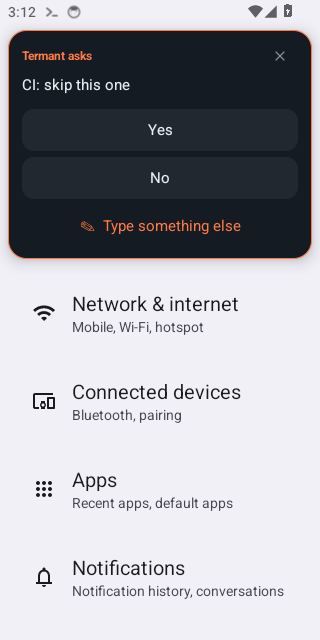 3:12
Termant asks
CI: skip this one
Yes
No
Type something else
Network & internet
Mobile, Wi-Fi, hotspot
Connected devices
Bluetooth, pairing
Apps
Recent apps, default apps
Notifications
Notification history, conversations